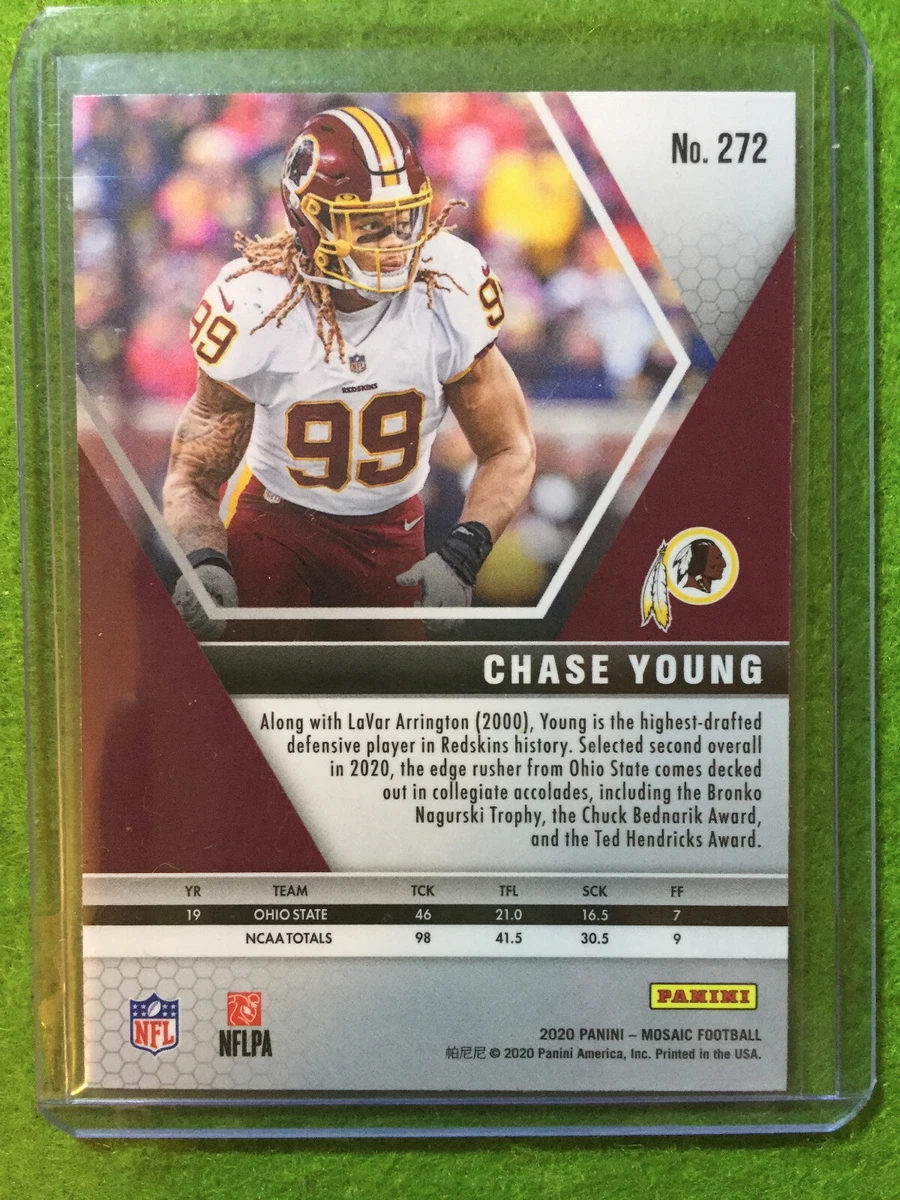 No. 272
99
99
REDSKINS
99
CHASE YOUNG
Along with LaVar Arrington (2000), Young is the highest-drafted
defensive player in Redskins history. Selected second overall
in 2020, the edge rusher from Ohio State comes decked
out in collegiate accolades, including the Bronko
Nagurski Trophy, the Chuck Bednarik Award,
and the Ted Hendricks Award.
YR TEAM TCK TFL SCK FF
19 OHIO STATE 46 21.0 16.5 7
NCAA TOTALS 98 41.5 30.5 9
NFL
NFLPA
PANINI
2020 PANINI – MOSAIC FOOTBALL
帕尼尼 © 2020 Panini America, Inc. Printed in the USA.